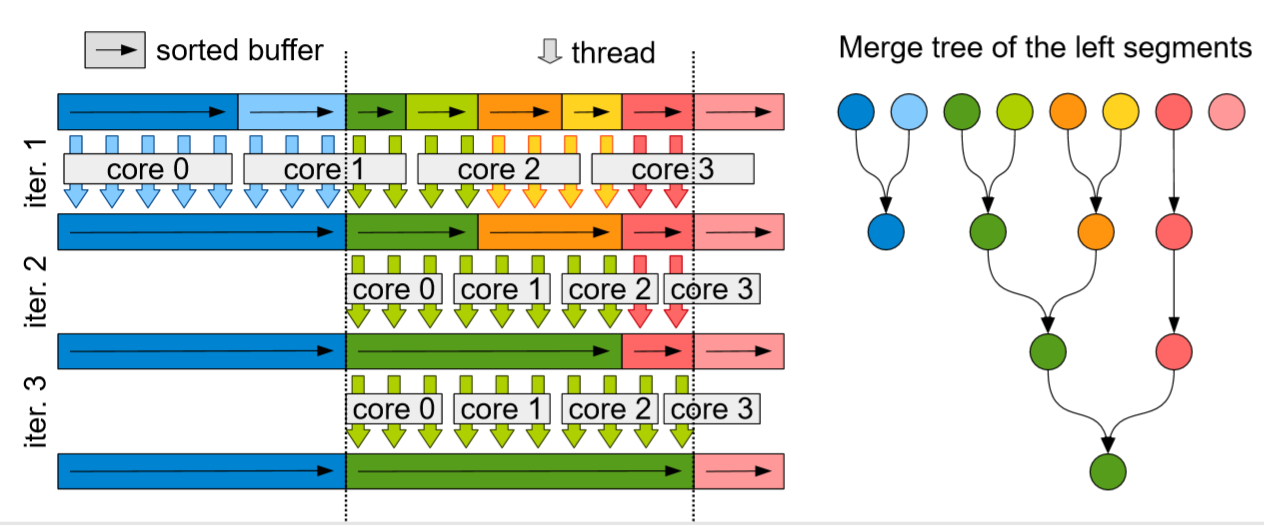 sorted buffer
thread
Merge tree of the left segments
iter. 1
core 0
core 1
core 2
core 3
iter. 2
core 0
core 1
core 2
core 3
iter. 3
core 0
core 1
core 2
core 3